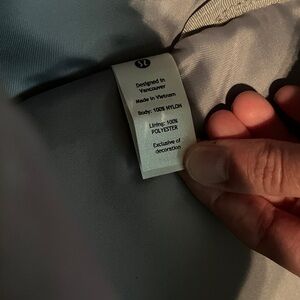 Designed in
Vancouver
Made in Vietnam
Body: 100% NYLON
Lining: 100%
POLYESTER
Exclusive of
decoration